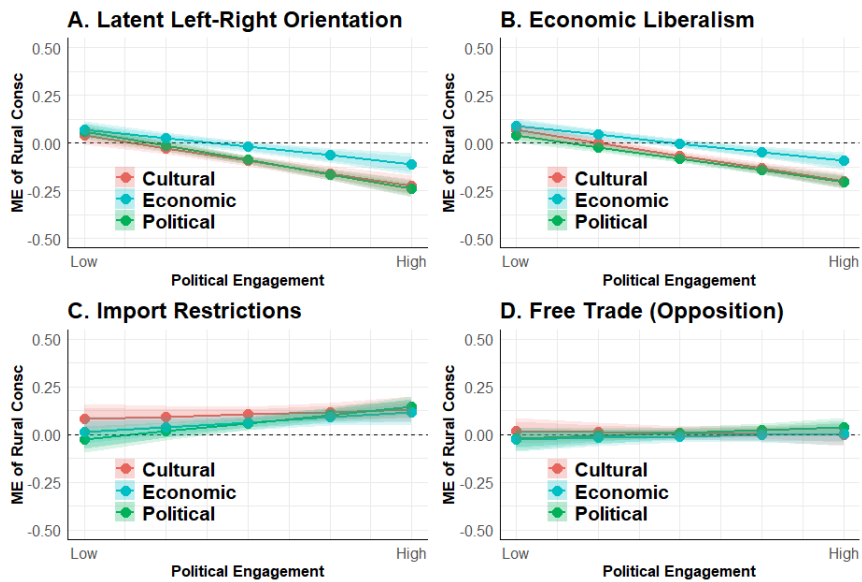 A. Latent Left-Right Orientation
ME of Rural Consc
0.50
0.25
0.00
-0.25
-0.50
Cultural
Economic
Political
Low
High
Political Engagement
B. Economic Liberalism
ME of Rural Consc
0.50
0.25
0.00
-0.25
-0.50
Cultural
Economic
Political
Low
High
Political Engagement
C. Import Restrictions
ME of Rural Consc
0.50
0.25
0.00
-0.25
-0.50
Cultural
Economic
Political
Low
High
Political Engagement
D. Free Trade (Opposition)
ME of Rural Consc
0.50
0.25
0.00
-0.25
-0.50
Cultural
Economic
Political
Low
High
Political Engagement